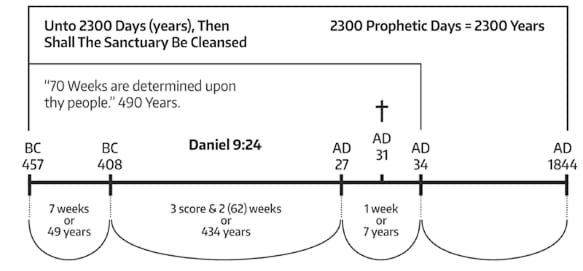 Unto 2300 Days (years), Then
Shall The Sanctuary Be Cleansed
2300 Prophetic Days = 2300 Years
"70 Weeks are determined upon
thy people." 490 Years.
BC
457
BC
408
Daniel 9:24
AD
27
AD
31
AD
34
AD
1844
7 weeks
or
49 years
3 score & 2 (62) weeks
or
434 years
1 week
or
7 years